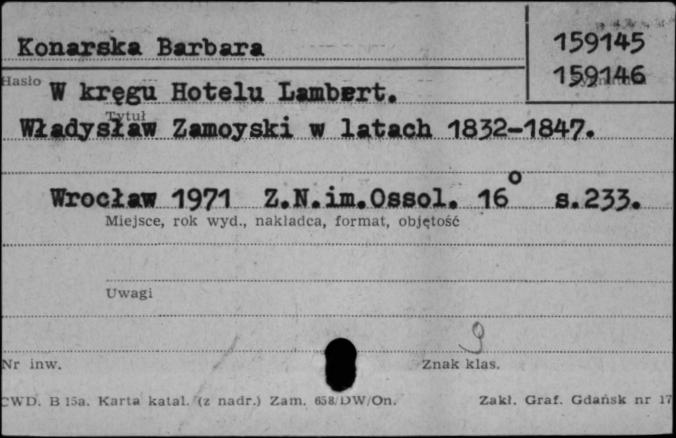 Konarska Barbara
159145
159146
Hasło
W kręgu Hotelu Lambert.
Tytuł
Władysław Zamoyski w latach 1832-1847.
Wrocław 1971 Z.N.im.Ossol. 16° s.233.
Miejsce, rok wyd., nakładca, format, objętość
Uwagi
9
Nr inw.
Znak klas.
CWD. B 15a. Karta katal. (z nadr.) Zam. 658/DW/On.
Zakł. Graf. Gdańsk nr 17